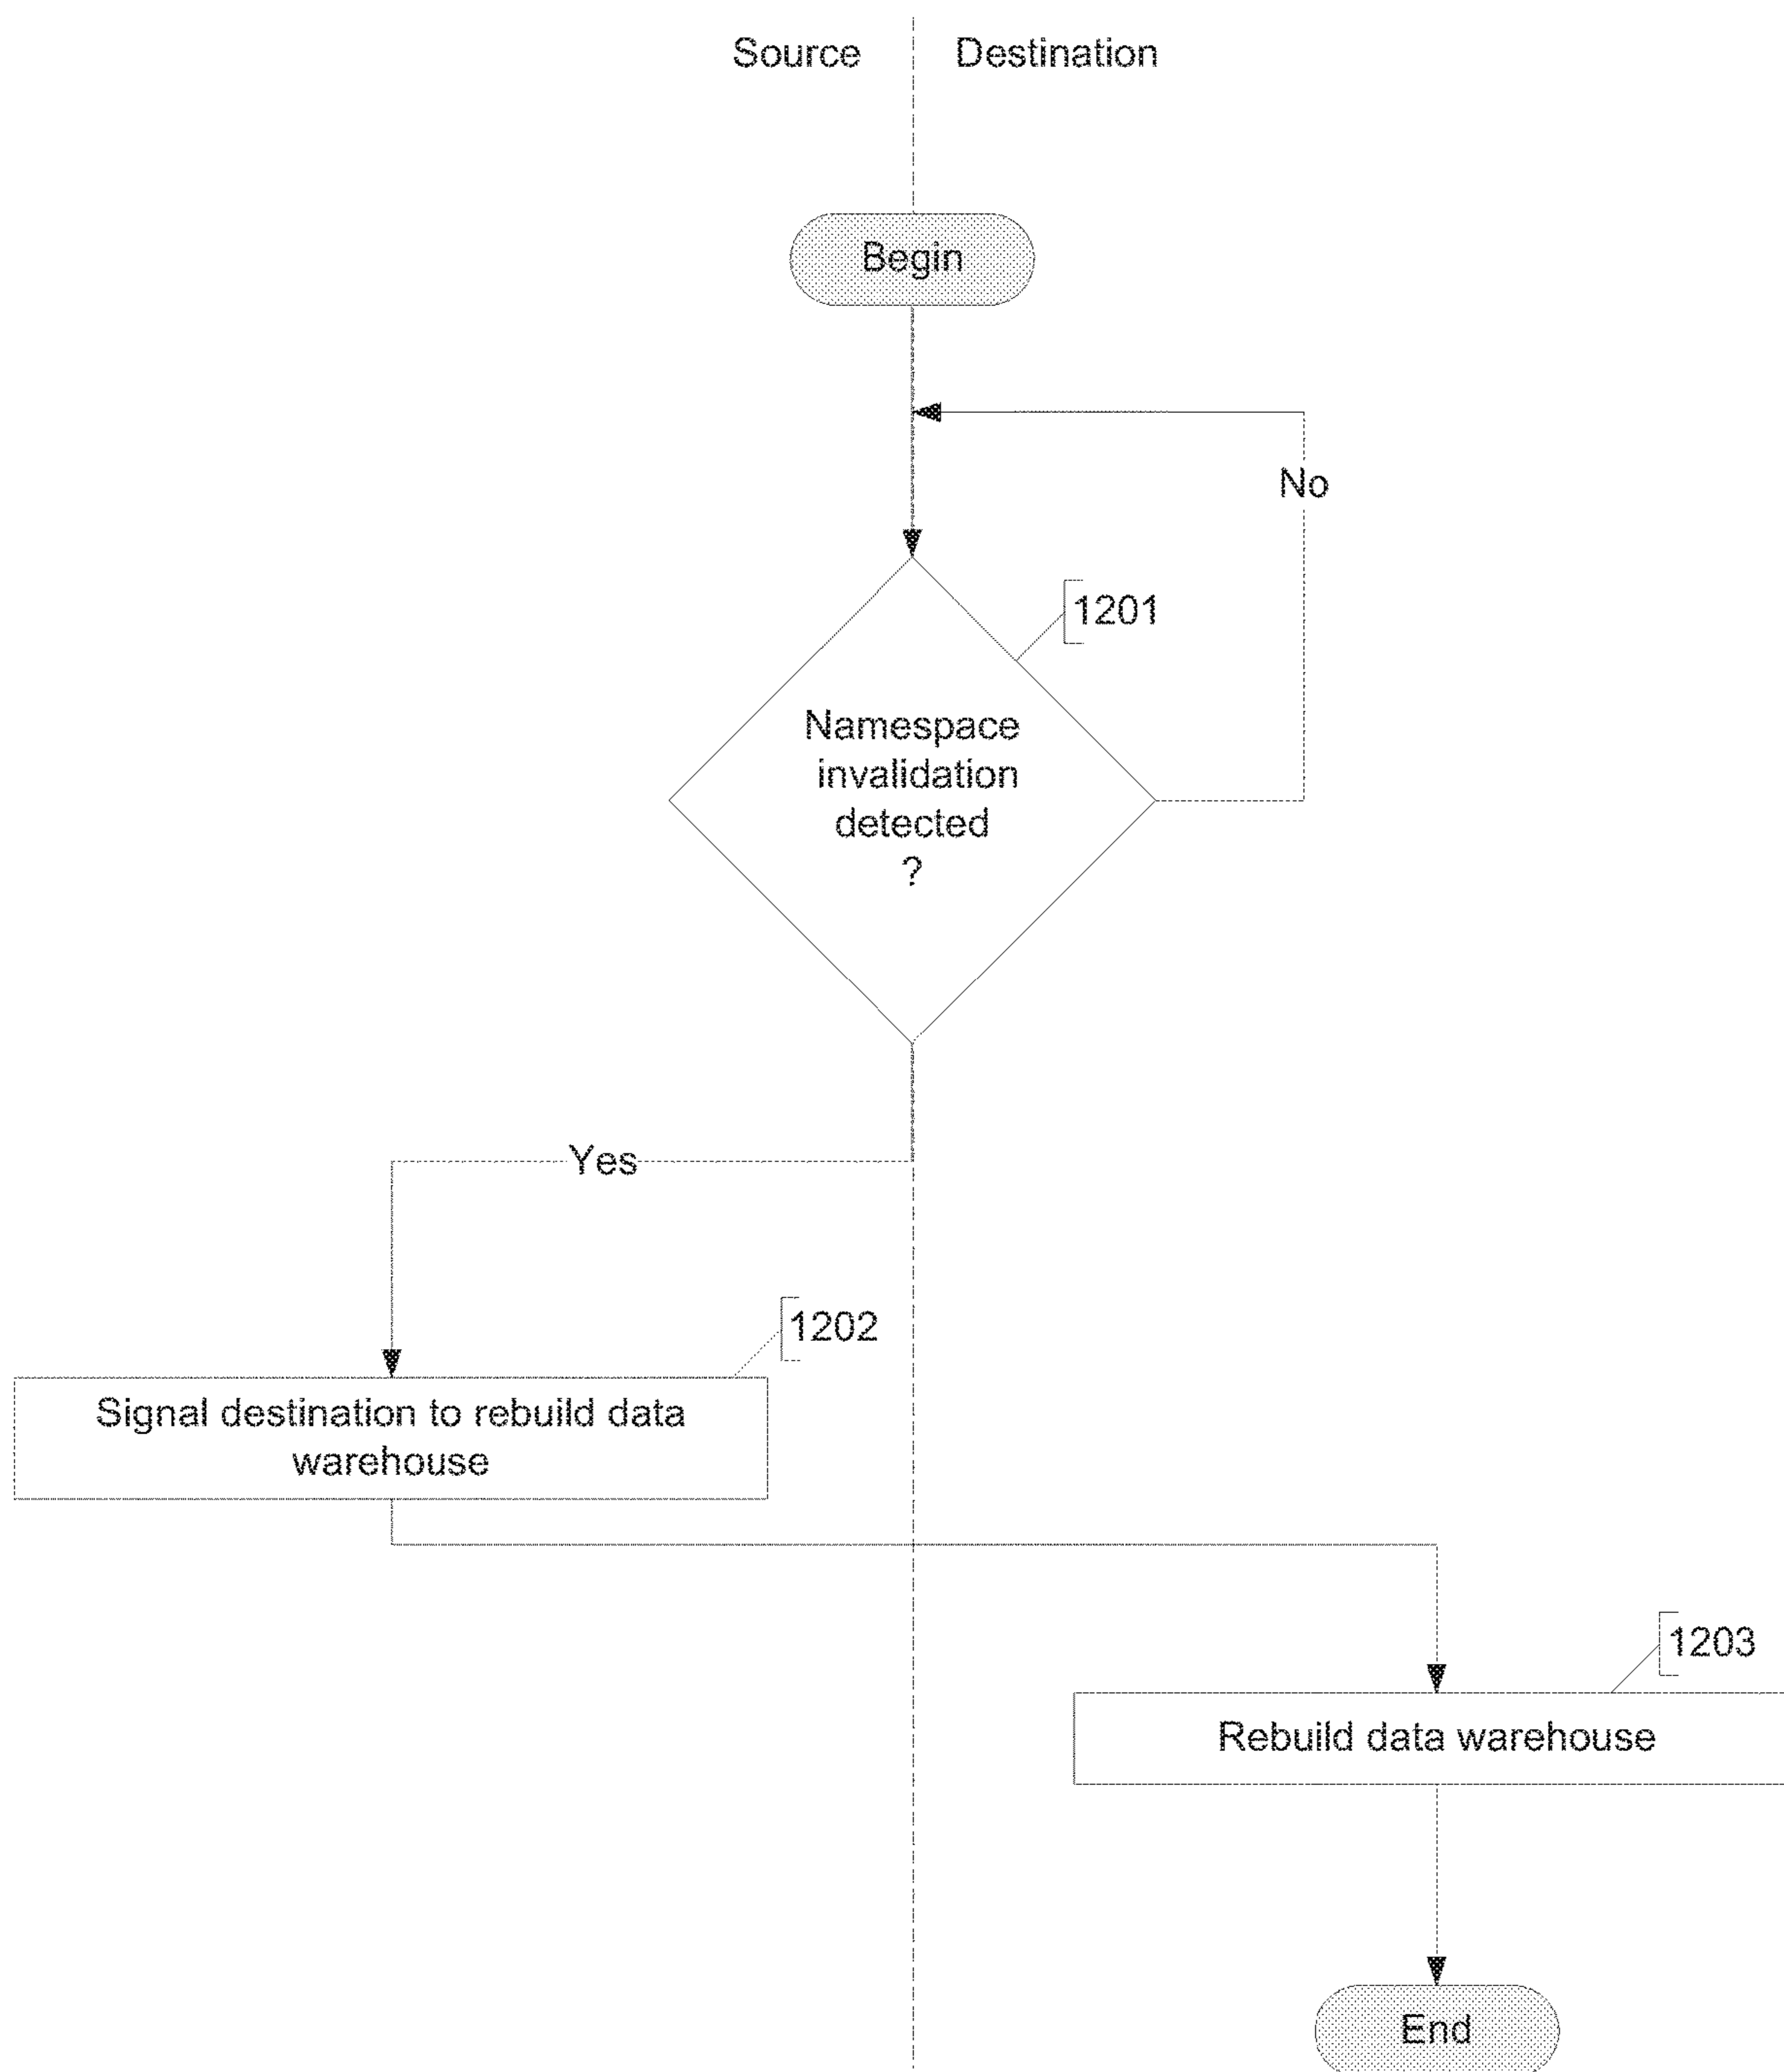 Source
Destination
Begin
No
1201
Namespace
invalidation
detected
?
Yes
1202
Signal destination to rebuild data
warehouse
1203
Rebuild data warehouse
End